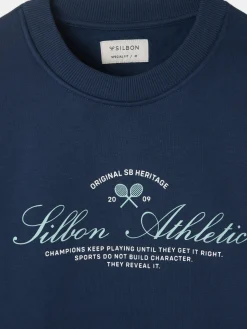 SILBON
ORIGINAL SB HERITAGE
20 09
Silbon Athletic
CHAMPIONS KEEP PLAYING UNTIL THEY GET IT RIGHT.
SPORTS DO NOT BUILD CHARACTER.
THEY REVEAL IT.